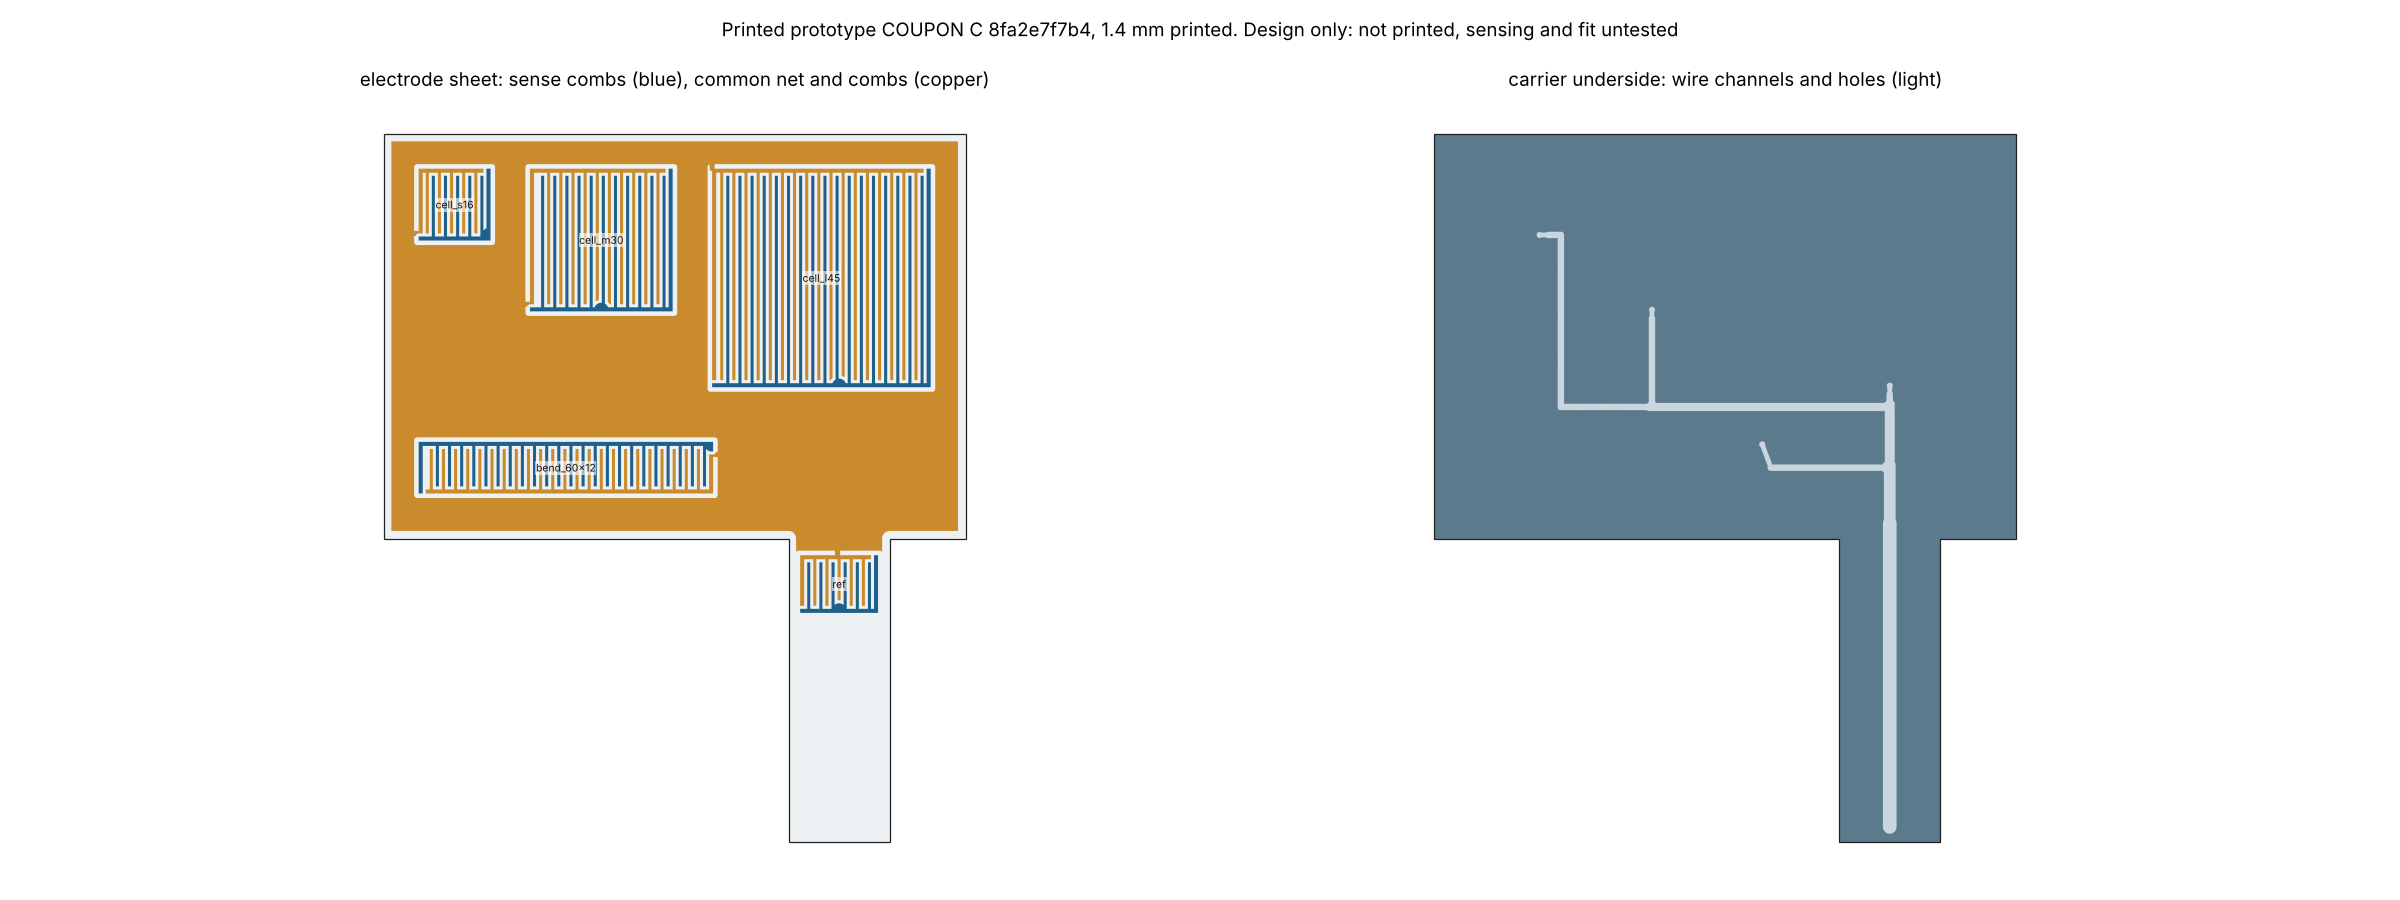 Printed prototype COUPON C 8fa2e7f7b4, 1.4 mm printed. Design only: not printed, sensing and fit untested
electrode sheet: sense combs (blue), common net and combs (copper)
carrier underside: wire channels and holes (light)
cell_s16
cell_m30
cell_l45
bend_60×12
ref